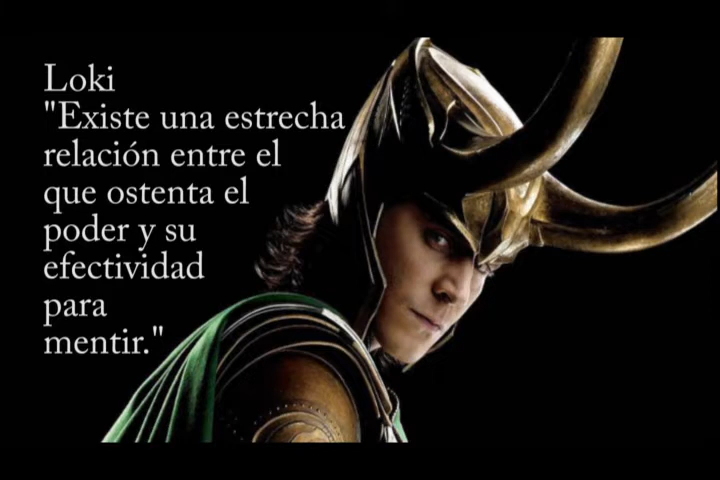 Loki
"Existe una estrecha
relación entre el
que ostenta el
poder y su
efectividad
para
mentir."